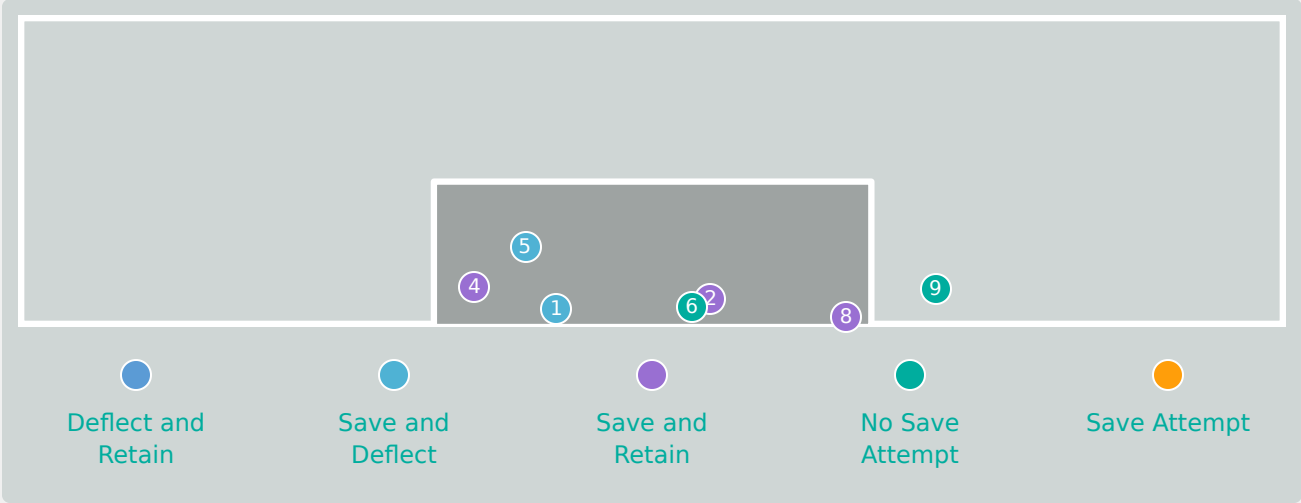 5
4
2
6
1
9
8
Deflect and
Retain
Save and
Deflect
Save and
Retain
No Save
Attempt
Save Attempt